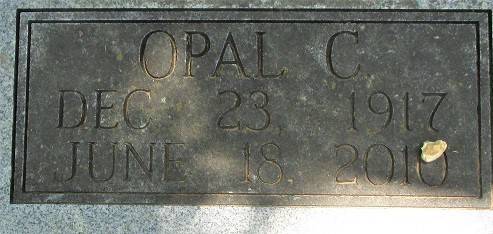 OPAL C
DEC 23, 1917
JUNE 18 2010